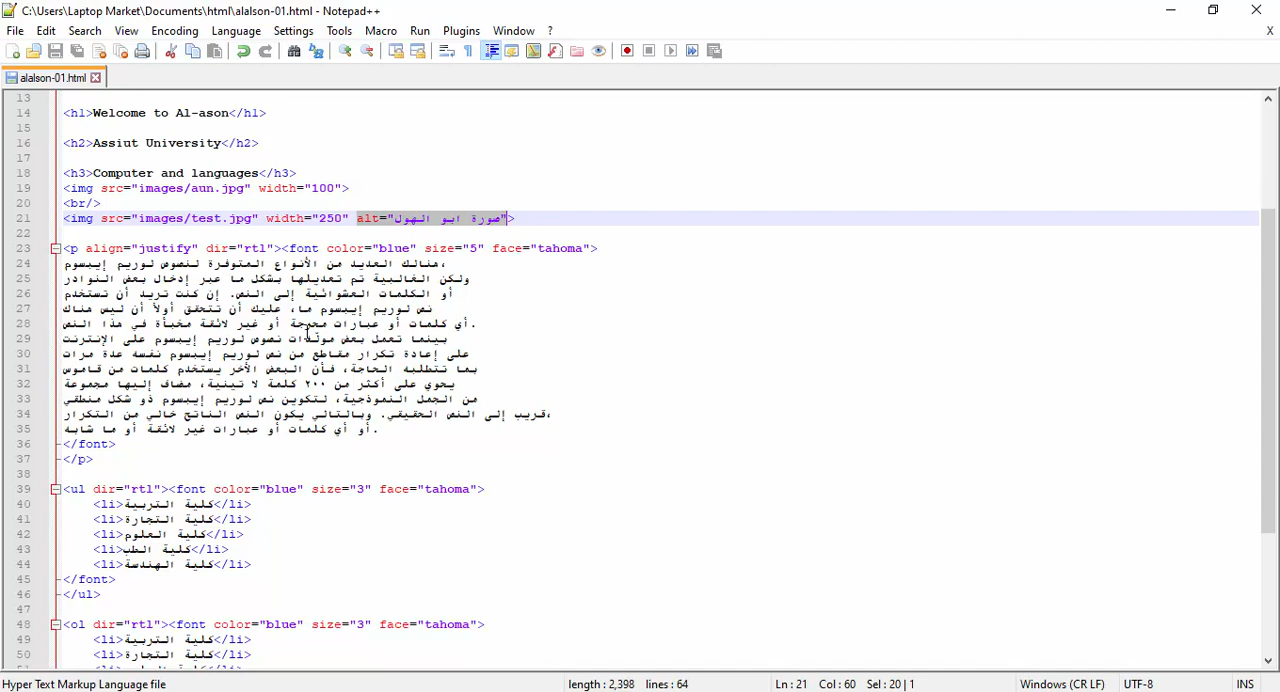 C:\Users\Laptop Market\Documents\html\alalson-01.html - Notepad++
File Edit Search View Encoding Language Settings Tools Macro Run Plugins Window ? X
alalson-01.html
13
14 <h1>Welcome to Al-ason</h1>
15
16 <h2>Assiut University</h2>
17
18 <h3>Computer and languages</h3>
19 <img src="images/aun.jpg" width="100">
20 <br/>
21 <img src="images/test.jpg" width="250" alt="صورة ابو الهول">
22
23 <p align="justify" dir="rtl"><font color="blue" size="5" face="tahoma">
24 هنالك العديد من الأنواع المتوفرة لنصوص لوريم إيبسوم،
25 ولكن الغالبية تم تعديلها بشكل ما عبر إدخال بعض النوادر
26 أو الكلمات العشوائية إلى النص. إن كنت تريد أن تستخدم
27 نص لوريم إيبسوم ما، عليك أن تتحقق أولاً أن ليس هناك
28 أي كلمات أو عبارات محرجة أو غير لائقة مخبأة في هذا النص.
29 بينما تعمل بعض مولّدات نصوص لوريم إيبسوم على الإنترنت
30 على إعادة تكرار مقاطع من نص لوريم إيبسوم نفسه عدة مرات
31 بما تتطلبه الحاجة، فأن البعض الأخر يستخدم كلمات من قاموس
32 يحوي على أكثر من ٢٠٠ كلمة لا تينية، مضاف إليها مجموعة
33 من الجمل النموذجية، لتكوين نص لوريم إيبسوم ذو شكل منطقي
34 قريب إلى النص الحقيقي. وبالتالي يكون النص الناتج خالي من التكرار،
35 أو أي كلمات أو عبارات غير لائقة أو ما شابه.
36 </font>
37 </p>
38
39 <ul dir="rtl"><font color="blue" size="3" face="tahoma">
40 <li>كلية التربية</li>
41 <li>كلية التجارة</li>
42 <li>كلية العلوم</li>
43 <li>كلية الطب</li>
44 <li>كلية الهندسة</li>
45 </font>
46 </ul>
47
48 <ol dir="rtl"><font color="blue" size="3" face="tahoma">
49 <li>كلية التربية</li>
50 <li>كلية التجارة</li>
Hyper Text Markup Language file length : 2,398 lines : 64 Ln : 21 Col : 60 Sel : 20 | 1 Windows (CR LF) UTF-8 INS